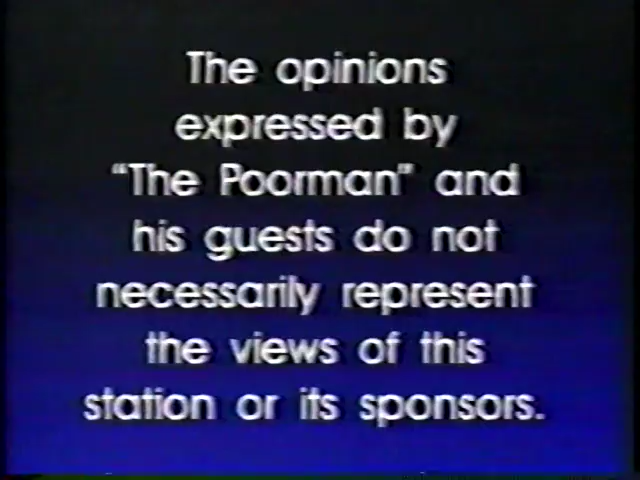 The opinions
expressed by
“The Poorman” and
his guests do not
necessarily represent
the views of this
station or its sponsors.